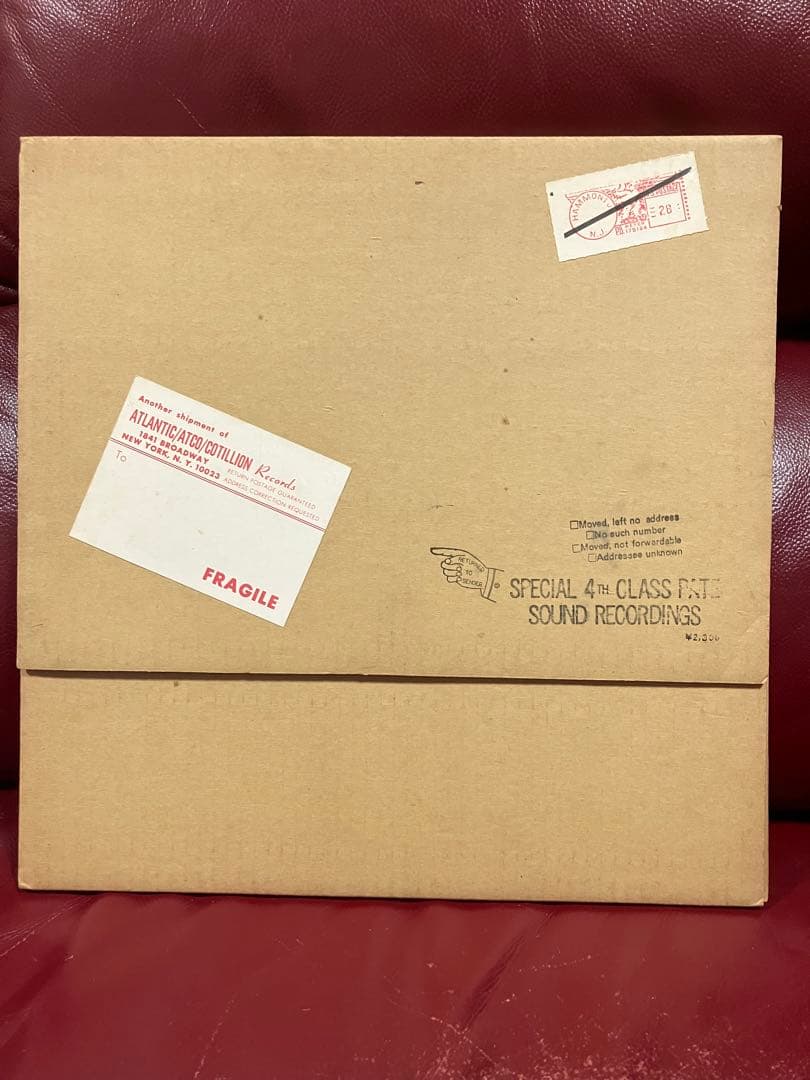 HAMMONT
N.J.
28
Another shipment of
ATLANTIC/ATCO/COTILLION Records
1841 BROADWAY
NEW YORK, N. Y. 10023
RETURN POSTAGE GUARANTEED
ADDRESS CORRECTION REQUESTED
To
FRAGILE
□Moved, left no address
□No such number
□Moved, not forwardable
□Addressee unknown
RETURNED
TO
SENDER
SPECIAL 4TH CLASS RATE
SOUND RECORDINGS
¥2,300